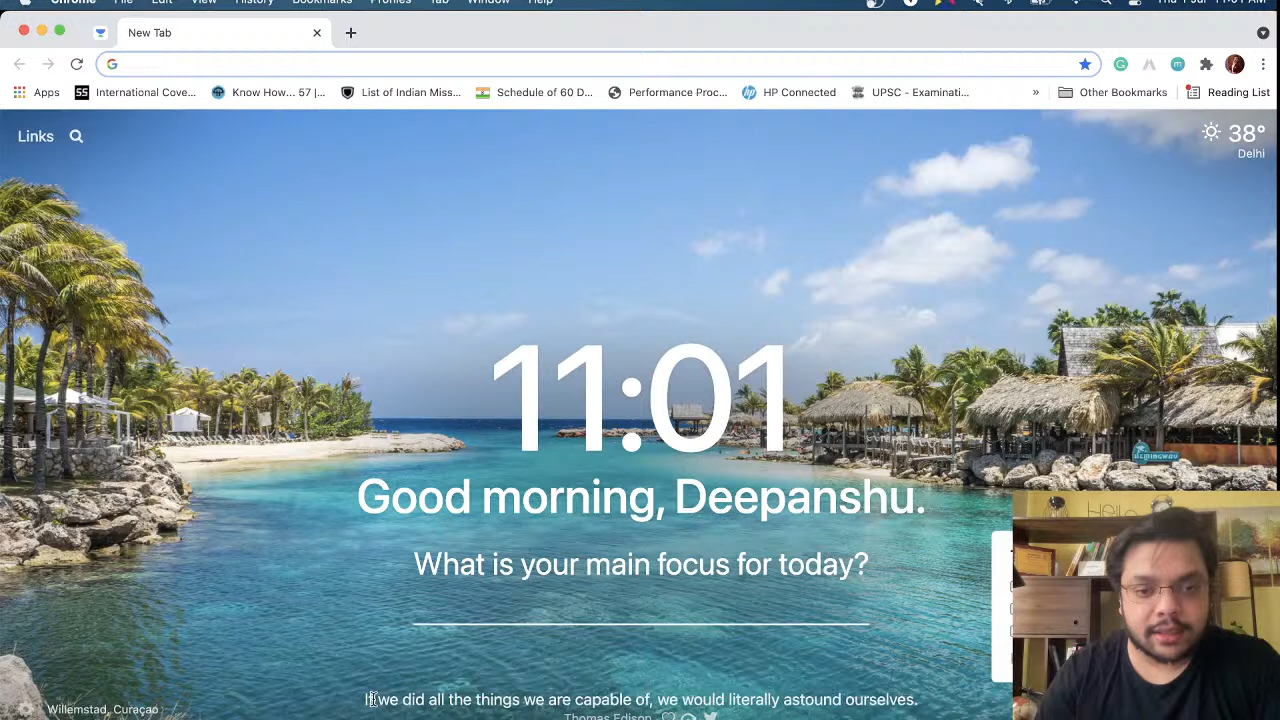 Chrome File Edit View History Bookmarks Profiles Tab Window Help
New Tab
Apps International Cove... Know How... 57 |... List of Indian Miss... Schedule of 60 D... Performance Proc... HP Connected UPSC - Examinati... » Other Bookmarks Reading List
Links
38°
Delhi
11:01
Good morning, Deepanshu.
What is your main focus for today?
HEMINGWAY
Hello
If we did all the things we are capable of, we would literally astound ourselves.
Willemstad, Curaçao
Thomas Edison